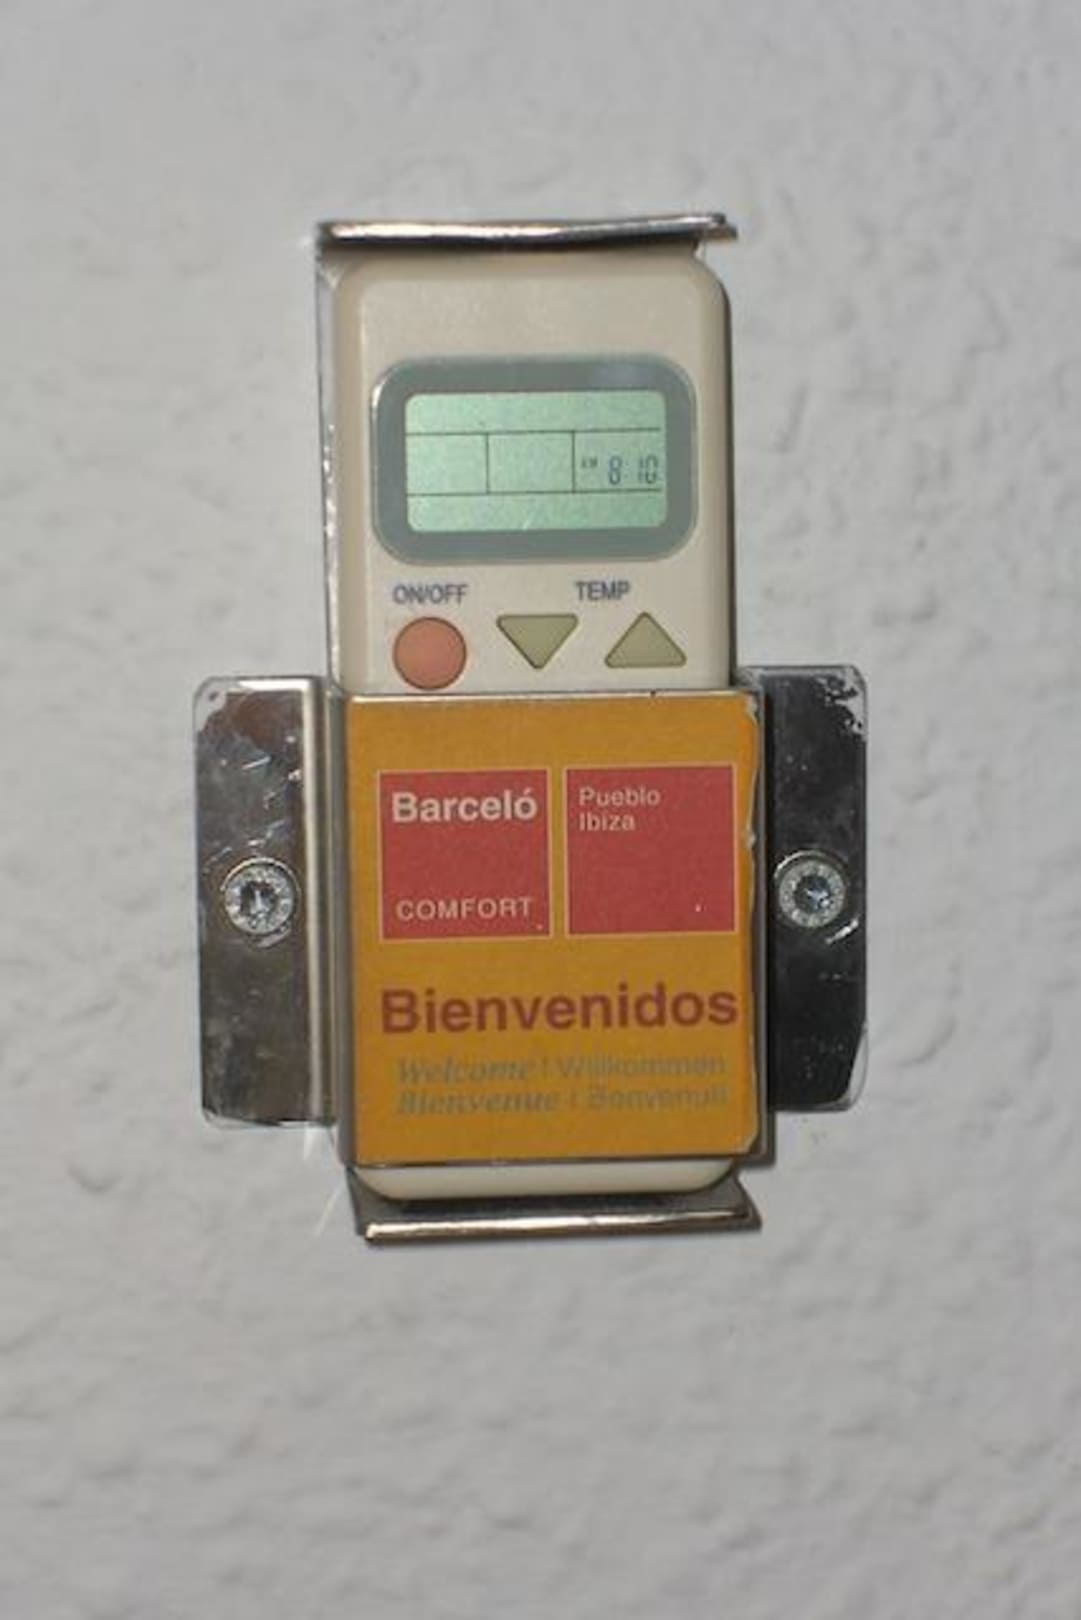 AM 8:10
ON/OFF TEMP
Barceló
COMFORT
Pueblo
Ibiza
Bienvenidos
Welcome | Willkommen
Bienvenue | Benvenuti